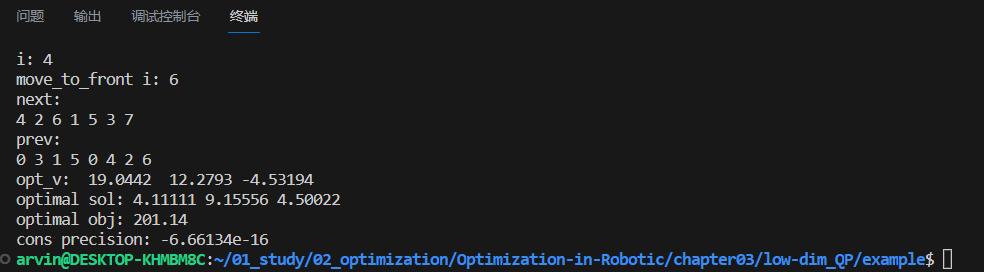 问题 输出 调试控制台 终端
i: 4
move_to_front i: 6
next:
4 2 6 1 5 3 7
prev:
0 3 1 5 0 4 2 6
opt_v:  19.0442  12.2793 -4.53194
optimal sol: 4.11111 9.15556 4.50022
optimal obj: 201.14
cons precision: -6.66134e-16
arvin@DESKTOP-KHMBM8C:~/01_study/02_optimization/Optimization-in-Robotic/chapter03/low-dim_QP/example$